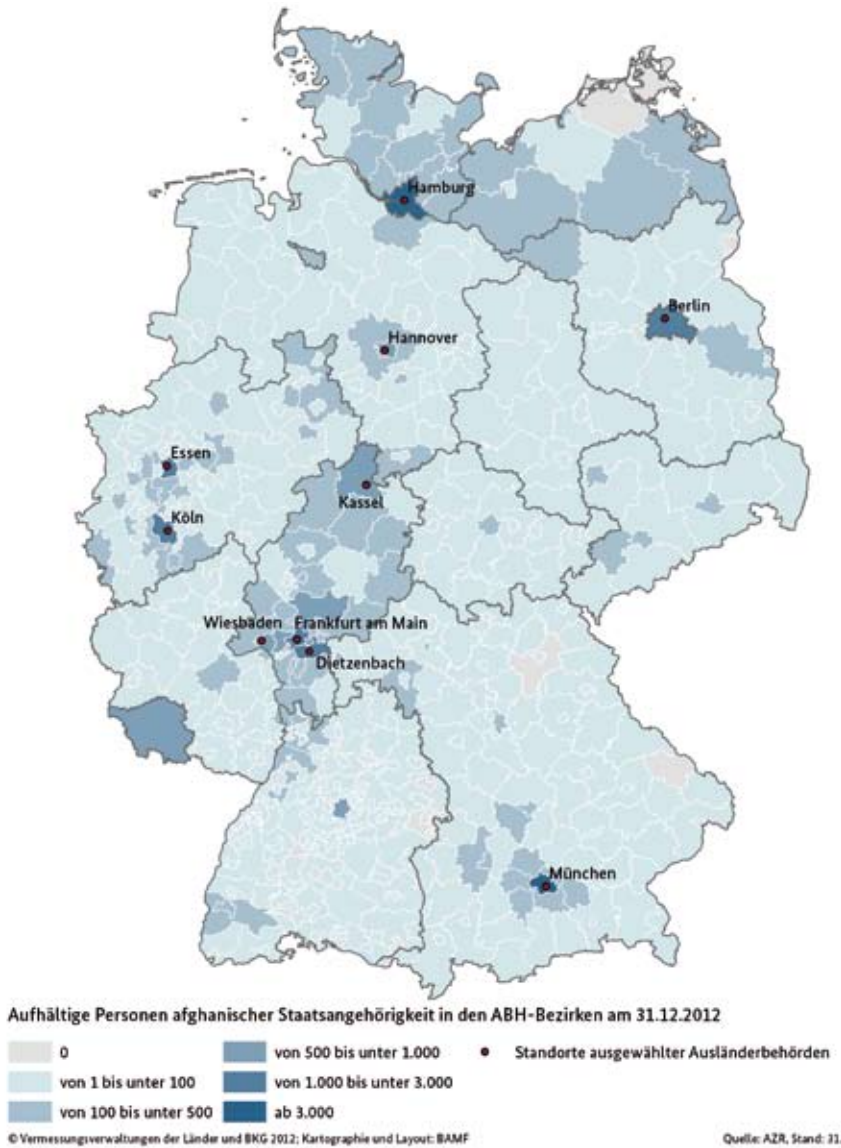 Hamburg
Berlin
Hannover
Essen
Kassel
Köln
Wiesbaden Frankfurt am Main
Dietzenbach
München
Aufhältige Personen afghanischer Staatsangehörigkeit in den ABH-Bezirken am 31.12.2012
0 von 500 bis unter 1.000 Standorte ausgewählter Ausländerbehörden
von 1 bis unter 100 von 1.000 bis unter 3.000
von 100 bis unter 500 ab 3.000
© Vermessungsverwaltungen der Länder und BKG 2012; Kartographie und Layout: BAMF Quelle: AZR, Stand: 31.